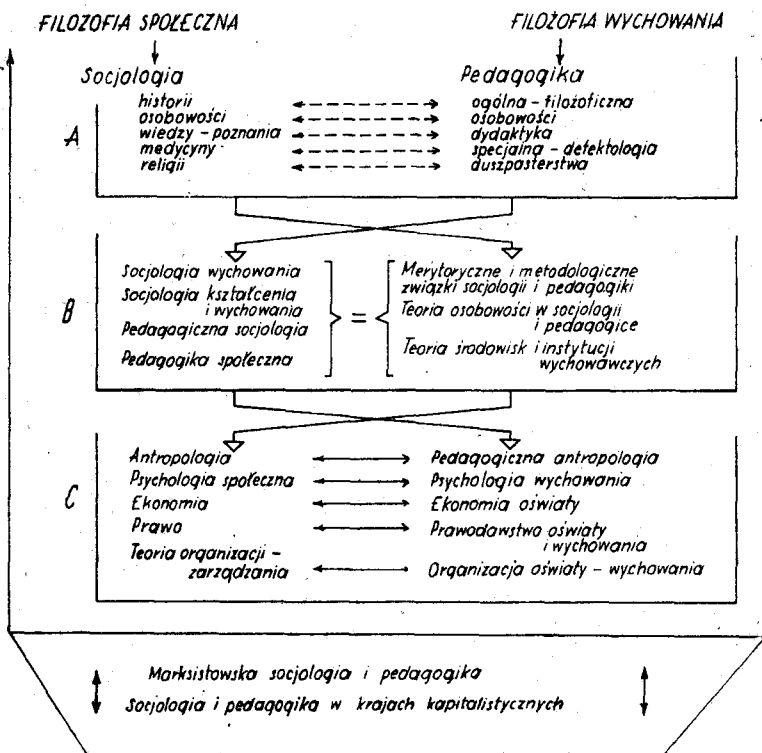 FILOZOFIA SPOŁECZNA
FILOZOFIA WYCHOWANIA
Socjologia
Pedagogika
A
historii
osobowości
wiedzy – poznania
medycyny
religii
ogólna – filozoficzna
osobowości
dydaktyka
specjalna – defektologia
duszpasterstwa
B
Socjologia wychowania
Socjologia kształcenia
i wychowania
Pedagogiczna socjologia
Pedagogika społeczna
=
Merytoryczne i metodologiczne
związki socjologii i pedagogiki
Teoria osobowości w socjologii
i pedagogice
Teoria środowisk i instytucji
wychowawczych
C
Antropologia
Psychologia społeczna
Ekonomia
Prawo
Teoria organizacji –
zarządzania
Pedagogiczna antropologia
Psychologia wychowania
Ekonomia oświaty
Prawodawstwo oświaty
i wychowania
Organizacja oświaty – wychowania
Marksistowska socjologia i pedagogika
Socjologia i pedagogika w krajach kapitalistycznych